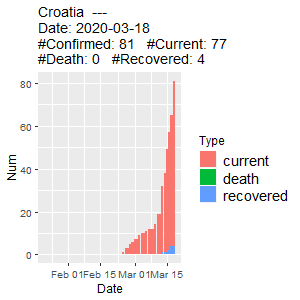 Croatia  ---
Date: 2020-03-18
#Confirmed: 81   #Current: 77
#Death: 0   #Recovered: 4
80
60
40
20
0
Num
Feb 01
Feb 15
Mar 01
Mar 15
Date
Type
current
death
recovered